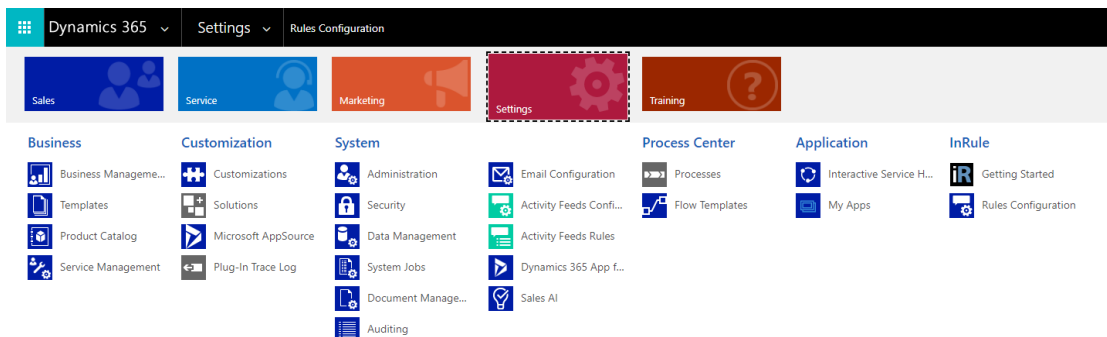 Dynamics 365 Settings Rules Configuration
Sales Service Marketing Settings Training
Business Customization System Process Center Application InRule
Business Manageme... Customizations Administration Email Configuration Processes Interactive Service H... iR Getting Started
Templates Solutions Security Activity Feeds Confi... Flow Templates My Apps Rules Configuration
Product Catalog Microsoft AppSource Data Management Activity Feeds Rules
Service Management Plug-In Trace Log System Jobs Dynamics 365 App f...
Document Manage... Sales AI
Auditing